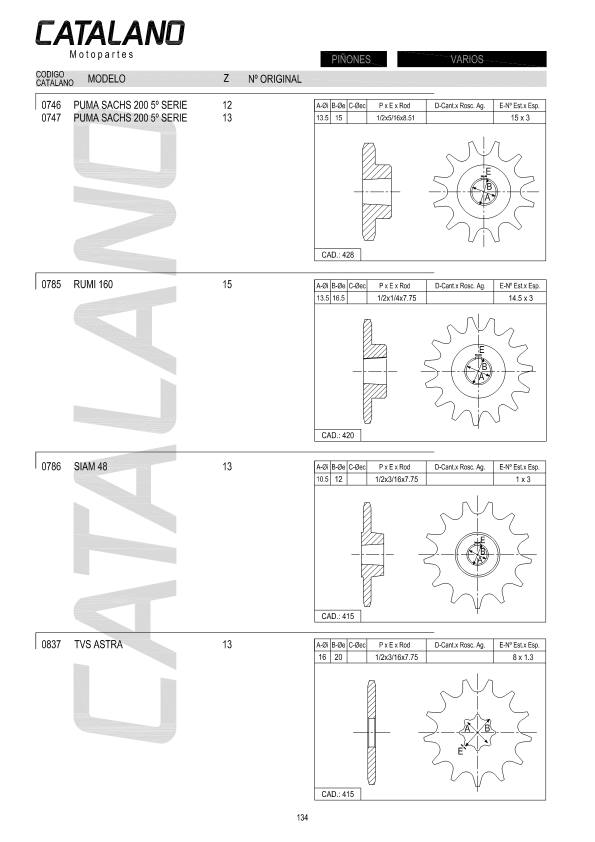 CATALANO
Motopartes
PIÑONES VARIOS
CODIGO CATALANO MODELO Z Nº ORIGINAL
0746 PUMA SACHS 200 5º SERIE 12
0747 PUMA SACHS 200 5º SERIE 13
A-Øi B-Øe C-Øec P x E x Rod D-Cant.x Rosc. Ag. E-Nº Est.x Esp.
13.5 15 1/2x5/16x8.51 15 x 3
E
B
A
CAD.: 428
0785 RUMI 160 15
A-Øi B-Øe C-Øec P x E x Rod D-Cant.x Rosc. Ag. E-Nº Est.x Esp.
13.5 16.5 1/2x1/4x7.75 14.5 x 3
E
B
A
CAD.: 420
0786 SIAM 48 13
A-Øi B-Øe C-Øec P x E x Rod D-Cant.x Rosc. Ag. E-Nº Est.x Esp.
10.5 12 1/2x3/16x7.75 1 x 3
E
B
A
CAD.: 415
0837 TVS ASTRA 13
A-Øi B-Øe C-Øec P x E x Rod D-Cant.x Rosc. Ag. E-Nº Est.x Esp.
16 20 1/2x3/16x7.75 8 x 1.3
A B
E
CAD.: 415
CATALANO
134